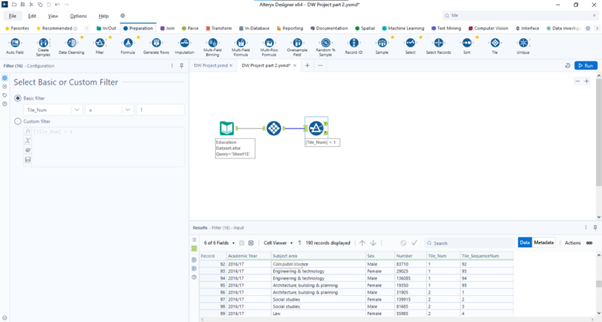 Alteryx Designer x64 - DW Project part 2.yxmd*
File Edit View Options Help
tile
Favorites Recommended In/Out Preparation Join Parse Transform In-Database Reporting Documentation Spatial Machine Learning Text Mining Computer Vision Interface Data Investi
Auto Field Create Samples Data Cleansing Filter Formula Generate Rows Imputation Multi-Field Binning Multi-Field Formula Multi-Row Formula Oversample Field Random % Sample Record ID Sample Select Select Records Sort Tile Unique
Filter (16) - Configuration
DW Project.yxmd
DW Project part 2.yxmd*
Run
Select Basic or Custom Filter
Basic filter
Tile_Num = 1
Custom filter
[Tile_Num] = 1
Education
Dataset.xlsx
Query=`Sheet1$`
[Tile_Num] = 1
Results - Filter (16) - Input
6 of 6 Fields Cell Viewer 190 records displayed Search Data Metadata Actions
Record Academic Year Subject area Sex Number Tile_Num Tile_SequenceNum
92 2016/17 Computer science Male 83710 1 92
93 2016/17 Engineering & technology Female 29025 1 93
94 2016/17 Engineering & technology Male 136085 1 94
95 2016/17 Architecture, building & planning Female 18350 1 95
96 2016/17 Architecture, building & planning Male 31905 2 1
97 2016/17 Social studies Female 139915 2 2
98 2016/17 Social studies Male 81665 2 3
99 2016/17 Law Female 55985 2 4